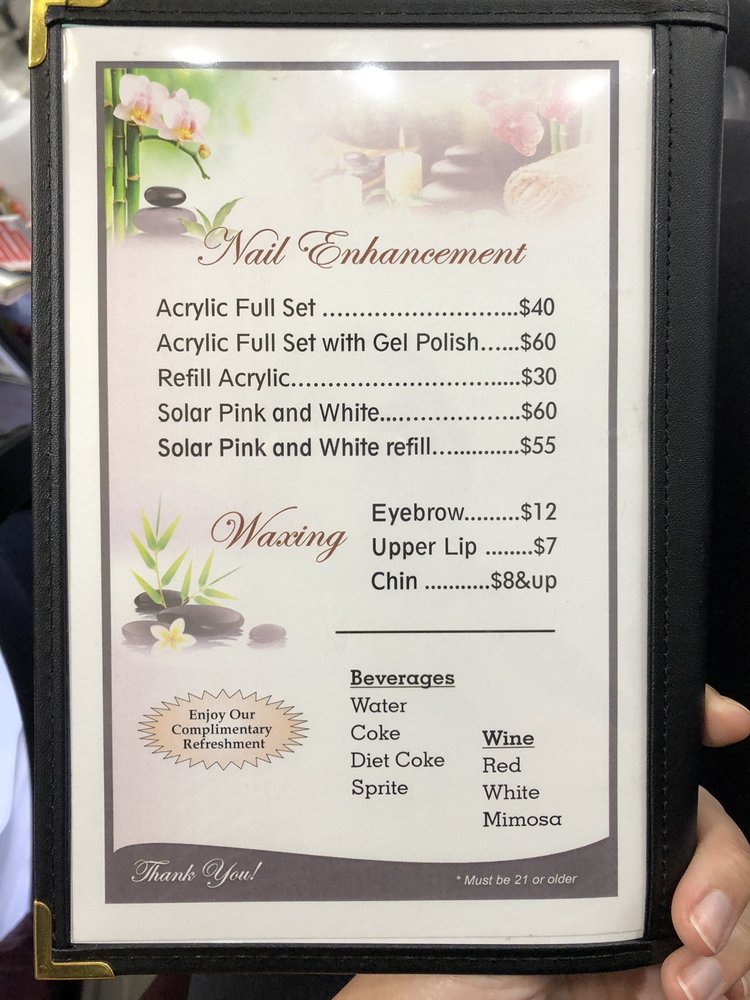 Nail Enhancement
Acrylic Full Set ..........................$40
Acrylic Full Set with Gel Polish......$60
Refill Acrylic..............................$30
Solar Pink and White...................$60
Solar Pink and White refill.............$55
Waxing
Eyebrow.........$12
Upper Lip ........$7
Chin ...........$8&up
Beverages
Water
Coke
Diet Coke
Sprite
Wine
Red
White
Mimosa
Enjoy Our
Complimentary
Refreshment
Thank You!
* Must be 21 or older